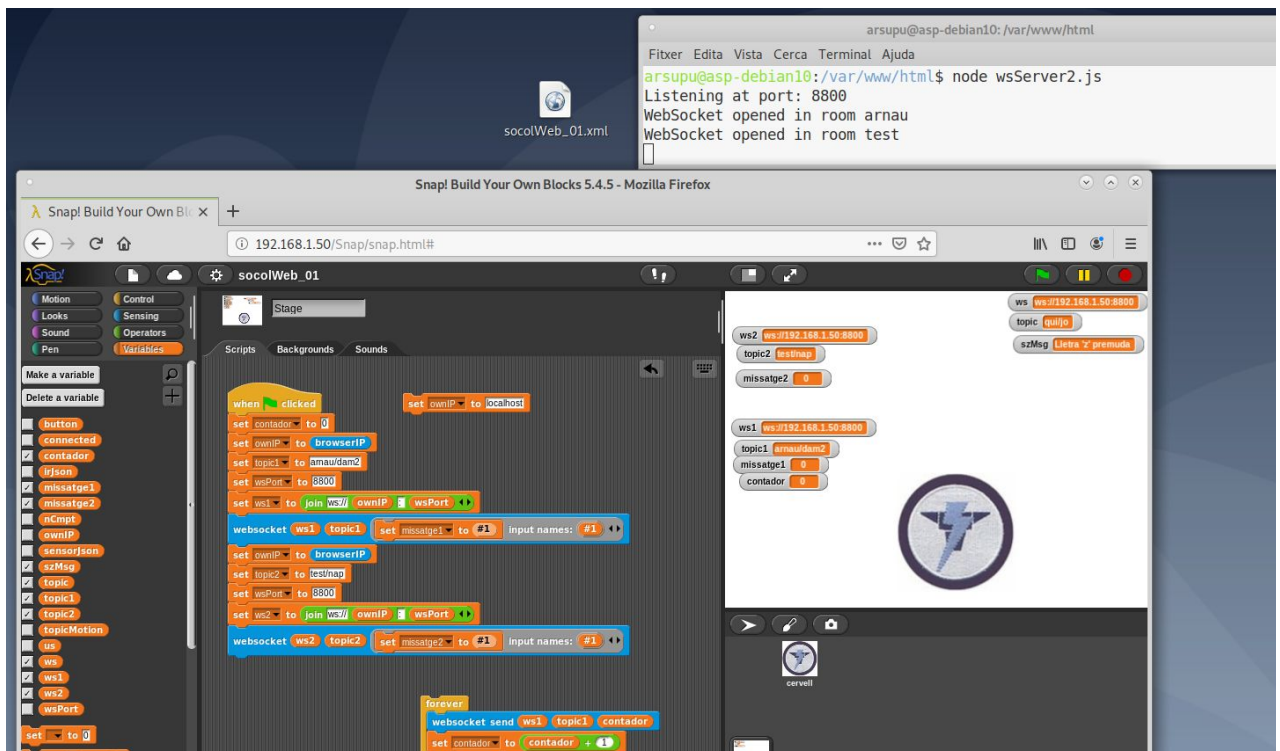 arsupu@asp-debian10: /var/www/html
Fitxer Edita Vista Cerca Terminal Ajuda
arsupu@asp-debian10:/var/www/html$ node wsServer2.js
Listening at port: 8800
WebSocket opened in room arnau
WebSocket opened in room test
socolWeb_01.xml
Snap! Build Your Own Blocks 5.4.5 - Mozilla Firefox
λ Snap! Build Your Own Blo
192.168.1.50/Snap/snap.html#
Snap!
socolWeb_01
Motion Control
Looks Sensing
Sound Operators
Pen Variables
Make a variable
Delete a variable
button
connected
contador
irJson
missatge1
missatge2
nCmpt
ownIP
sensorJson
szMsg
topic
topic1
topic2
topicMotion
us
ws
ws1
ws2
wsPort
set to 0
Stage
Scripts Backgrounds Sounds
when clicked
set contador to 0
set ownIP to browserIP
set topic1 to arnau/dam2
set wsPort to 8800
set ws1 to join ws:// ownIP : wsPort
websocket ws1 topic1 set missatge1 to #1 input names: #1
set ownIP to browserIP
set topic2 to test/nap
set wsPort to 8800
set ws2 to join ws:// ownIP : wsPort
websocket ws2 topic2 set missatge2 to #1 input names: #1
set ownIP to localhost
forever
websocket send ws1 topic1 contador
set contador to contador + 1
ws ws://192.168.1.50:8800
topic qui/jo
szMsg Lletra 'z' premuda
ws2 ws://192.168.1.50:8800
topic2 test/nap
missatge2 0
ws1 ws://192.168.1.50:8800
topic1 arnau/dam2
missatge1 0
contador 0
cervell